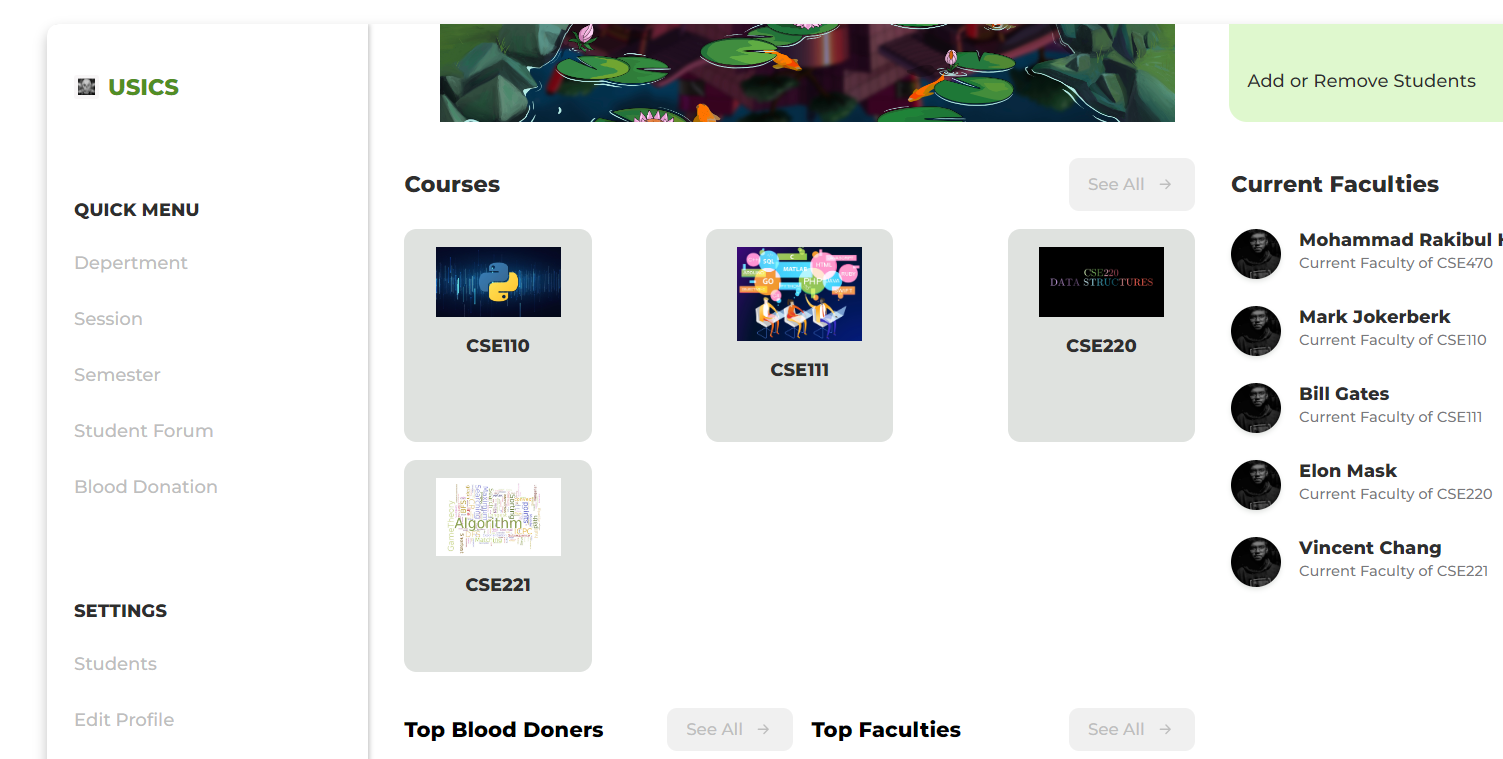 USICS
QUICK MENU
Depertment
Session
Semester
Student Forum
Blood Donation
SETTINGS
Students
Edit Profile
Add or Remove Students
Courses
See All →
CSE110
SQL
MATLAB
HTML
GO
PHP
CSE111
CSE220
DATA STRUCTURES
CSE220
Algorithm
GameTheory
CSE221
Current Faculties
Mohammad Rakibul
Current Faculty of CSE470
Mark Jokerberk
Current Faculty of CSE110
Bill Gates
Current Faculty of CSE111
Elon Mask
Current Faculty of CSE220
Vincent Chang
Current Faculty of CSE221
Top Blood Doners
See All →
Top Faculties
See All →